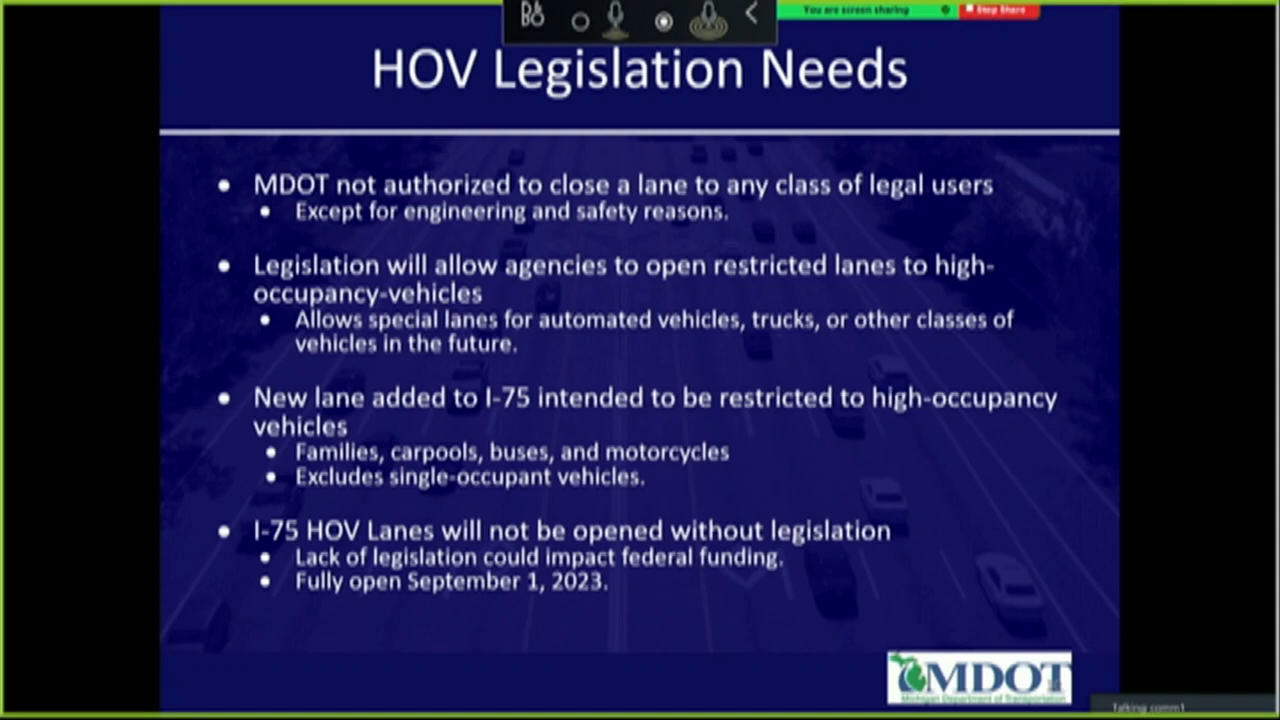 You are screen sharing
Stop Share
HOV Legislation Needs
• MDOT not authorized to close a lane to any class of legal users
• Except for engineering and safety reasons.
• Legislation will allow agencies to open restricted lanes to high-
occupancy-vehicles
• Allows special lanes for automated vehicles, trucks, or other classes of
vehicles in the future.
• New lane added to I-75 intended to be restricted to high-occupancy
vehicles
• Families, carpools, buses, and motorcycles
• Excludes single-occupant vehicles.
• I-75 HOV Lanes will not be opened without legislation
• Lack of legislation could impact federal funding.
• Fully open September 1, 2023.
MDOT
Michigan Department of Transportation